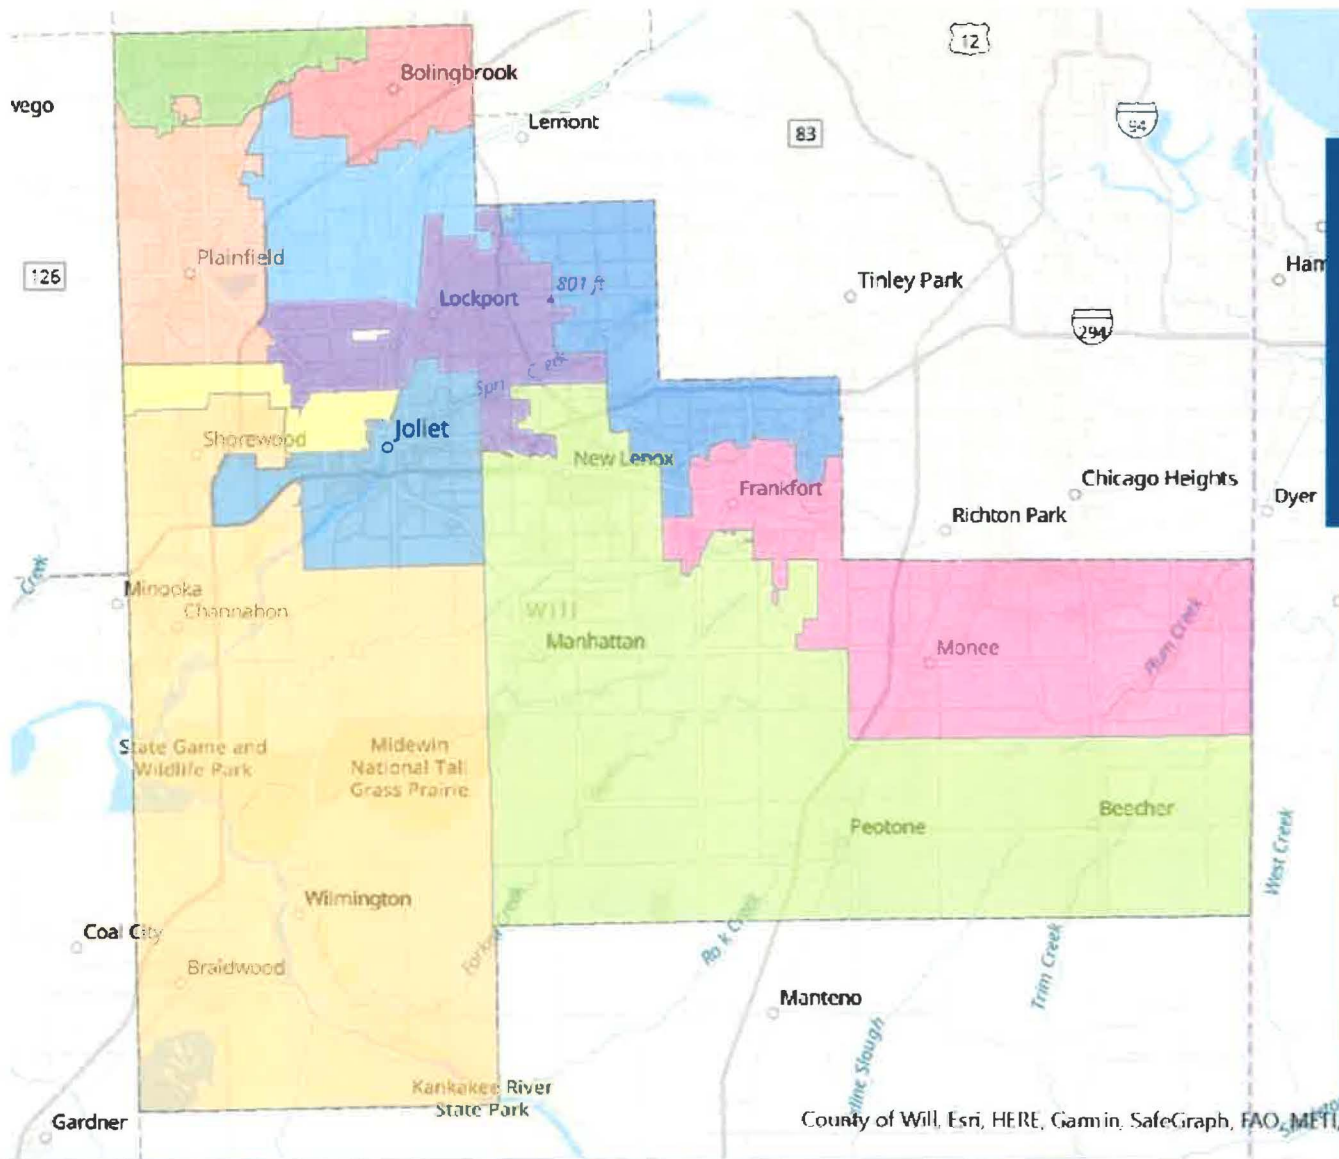 12
Bolingbrook
vego
Lemont
83
94
Plainfield
126
Ham
801 ft
Tinley Park
Lockport
294
Creek
Joliet
Shorewood
New Lenox
Frankfort
Chicago Heights
Dyer
Richton Park
Creek
Minooka
Channahon
WILL
Manhattan
Monee
Plum Creek
State Game and
Wildlife Park
Midewin
National Tall
Grass Prairie
Beecher
Peotone
West Creek
Wilmington
Coal City
Creek
Rock Creek
Braidwood
Trim Creek
Manteno
Slough
Kankakee River
State Park
Gardner
County of Will, Esri, HERE, Garmin, SafeGraph, FAO, METI,